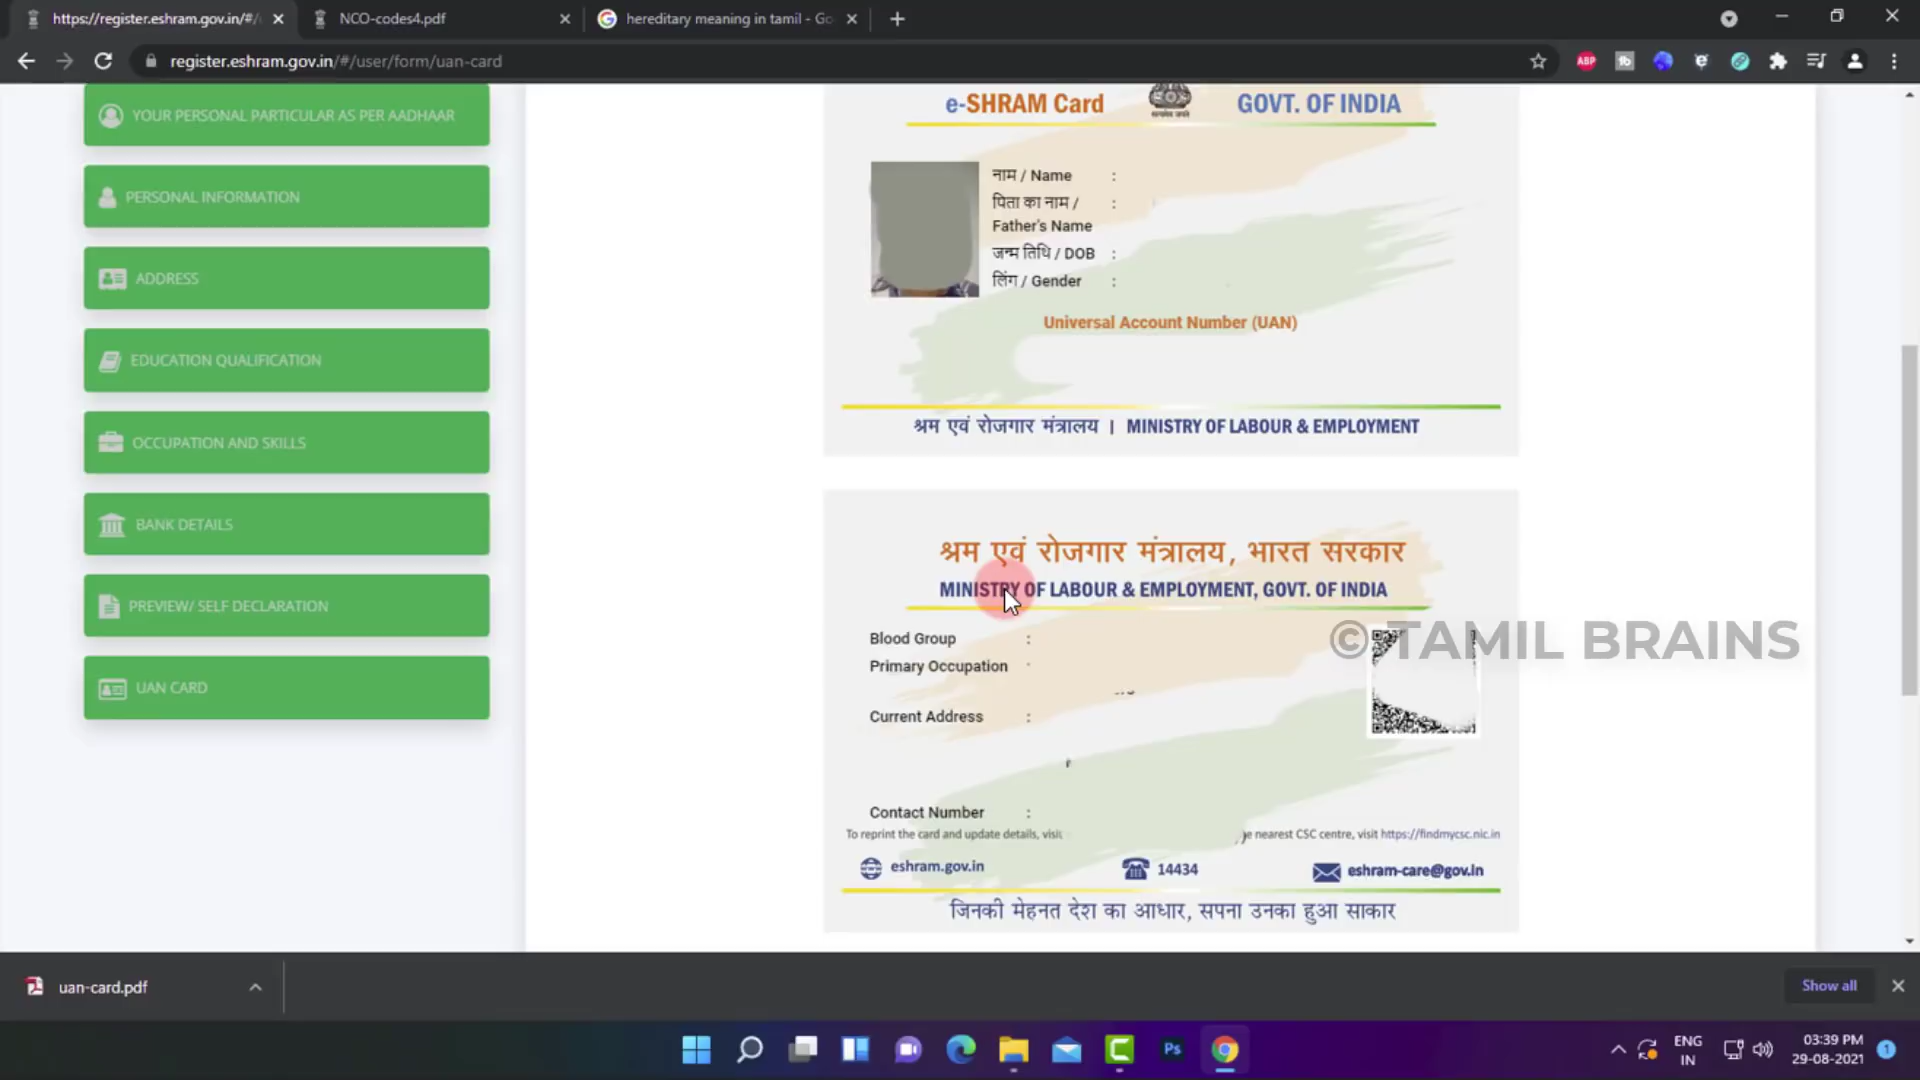 https://register.eshram.gov.in/#/
NCO-codes4.pdf
hereditary meaning in tamil - Go
register.eshram.gov.in/#/user/form/uan-card
ABP
YOUR PERSONAL PARTICULAR AS PER AADHAAR
PERSONAL INFORMATION
ADDRESS
EDUCATION QUALIFICATION
OCCUPATION AND SKILLS
BANK DETAILS
PREVIEW/ SELF DECLARATION
UAN CARD
e-SHRAM Card GOVT. OF INDIA
सत्यमेव जयते
नाम / Name :
पिता का नाम / :
Father's Name
जन्म तिथि / DOB :
लिंग / Gender :
Universal Account Number (UAN)
श्रम एवं रोजगार मंत्रालय | MINISTRY OF LABOUR & EMPLOYMENT
श्रम एवं रोजगार मंत्रालय, भारत सरकार
MINISTRY OF LABOUR & EMPLOYMENT, GOVT. OF INDIA
Blood Group :
Primary Occupation
Current Address :
Contact Number :
© TAMIL BRAINS
To reprint the card and update details, visit nearest CSC centre, visit https://findmycsc.nic.in
eshram.gov.in 14434 eshram-care@gov.in
जिनकी मेहनत देश का आधार, सपना उनका हुआ साकार
uan-card.pdf
Show all
Ps
ENG
IN
03:39 PM
29-08-2021
1